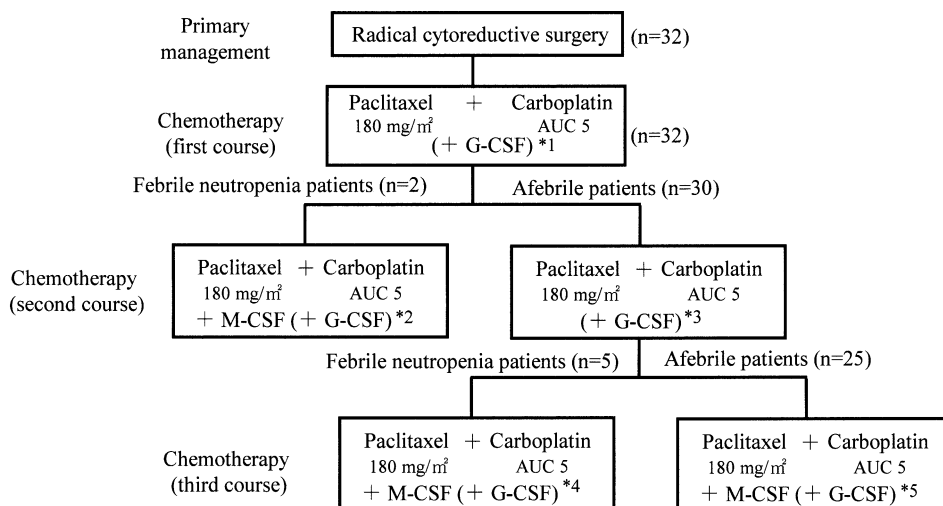 Primary
management
Radical cytoreductive surgery
(n=32)
Chemotherapy
(first course)
Paclitaxel + Carboplatin
180 mg/㎡ AUC 5
(+ G-CSF) *1
(n=32)
Febrile neutropenia patients (n=2)
Afebrile patients (n=30)
Chemotherapy
(second course)
Paclitaxel + Carboplatin
180 mg/㎡ AUC 5
+ M-CSF (+ G-CSF) *2
Paclitaxel + Carboplatin
180 mg/㎡ AUC 5
(+ G-CSF) *3
Febrile neutropenia patients (n=5)
Afebrile patients (n=25)
Chemotherapy
(third course)
Paclitaxel + Carboplatin
180 mg/㎡ AUC 5
+ M-CSF (+ G-CSF) *4
Paclitaxel + Carboplatin
180 mg/㎡ AUC 5
+ M-CSF (+ G-CSF) *5